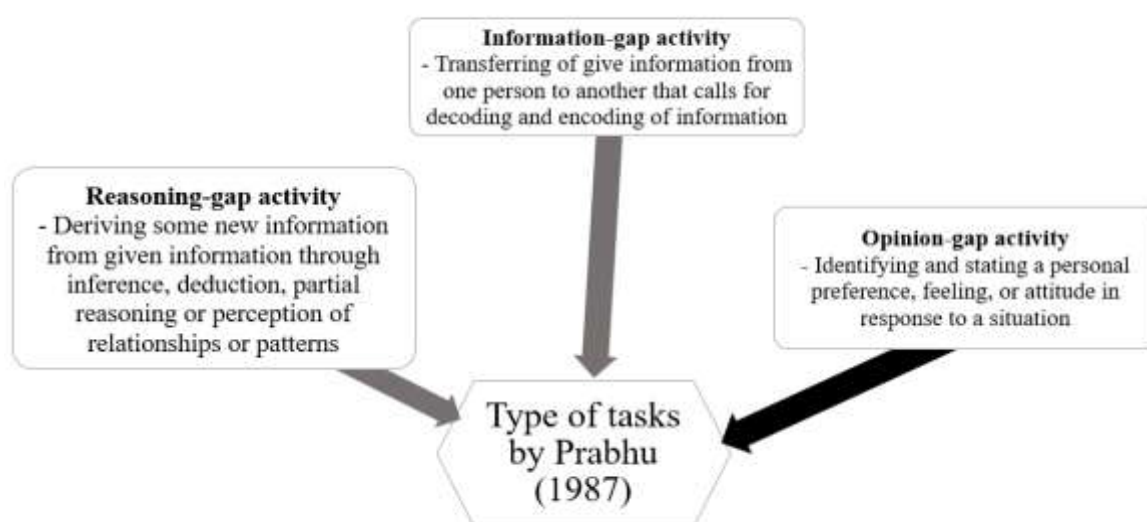 Information-gap activity
- Transferring of give information from
one person to another that calls for
decoding and encoding of information
Reasoning-gap activity
- Deriving some new information
from given information through
inference, deduction, partial
reasoning or perception of
relationships or patterns
Opinion-gap activity
- Identifying and stating a personal
preference, feeling, or attitude in
response to a situation
Type of tasks
by Prabhu
(1987)